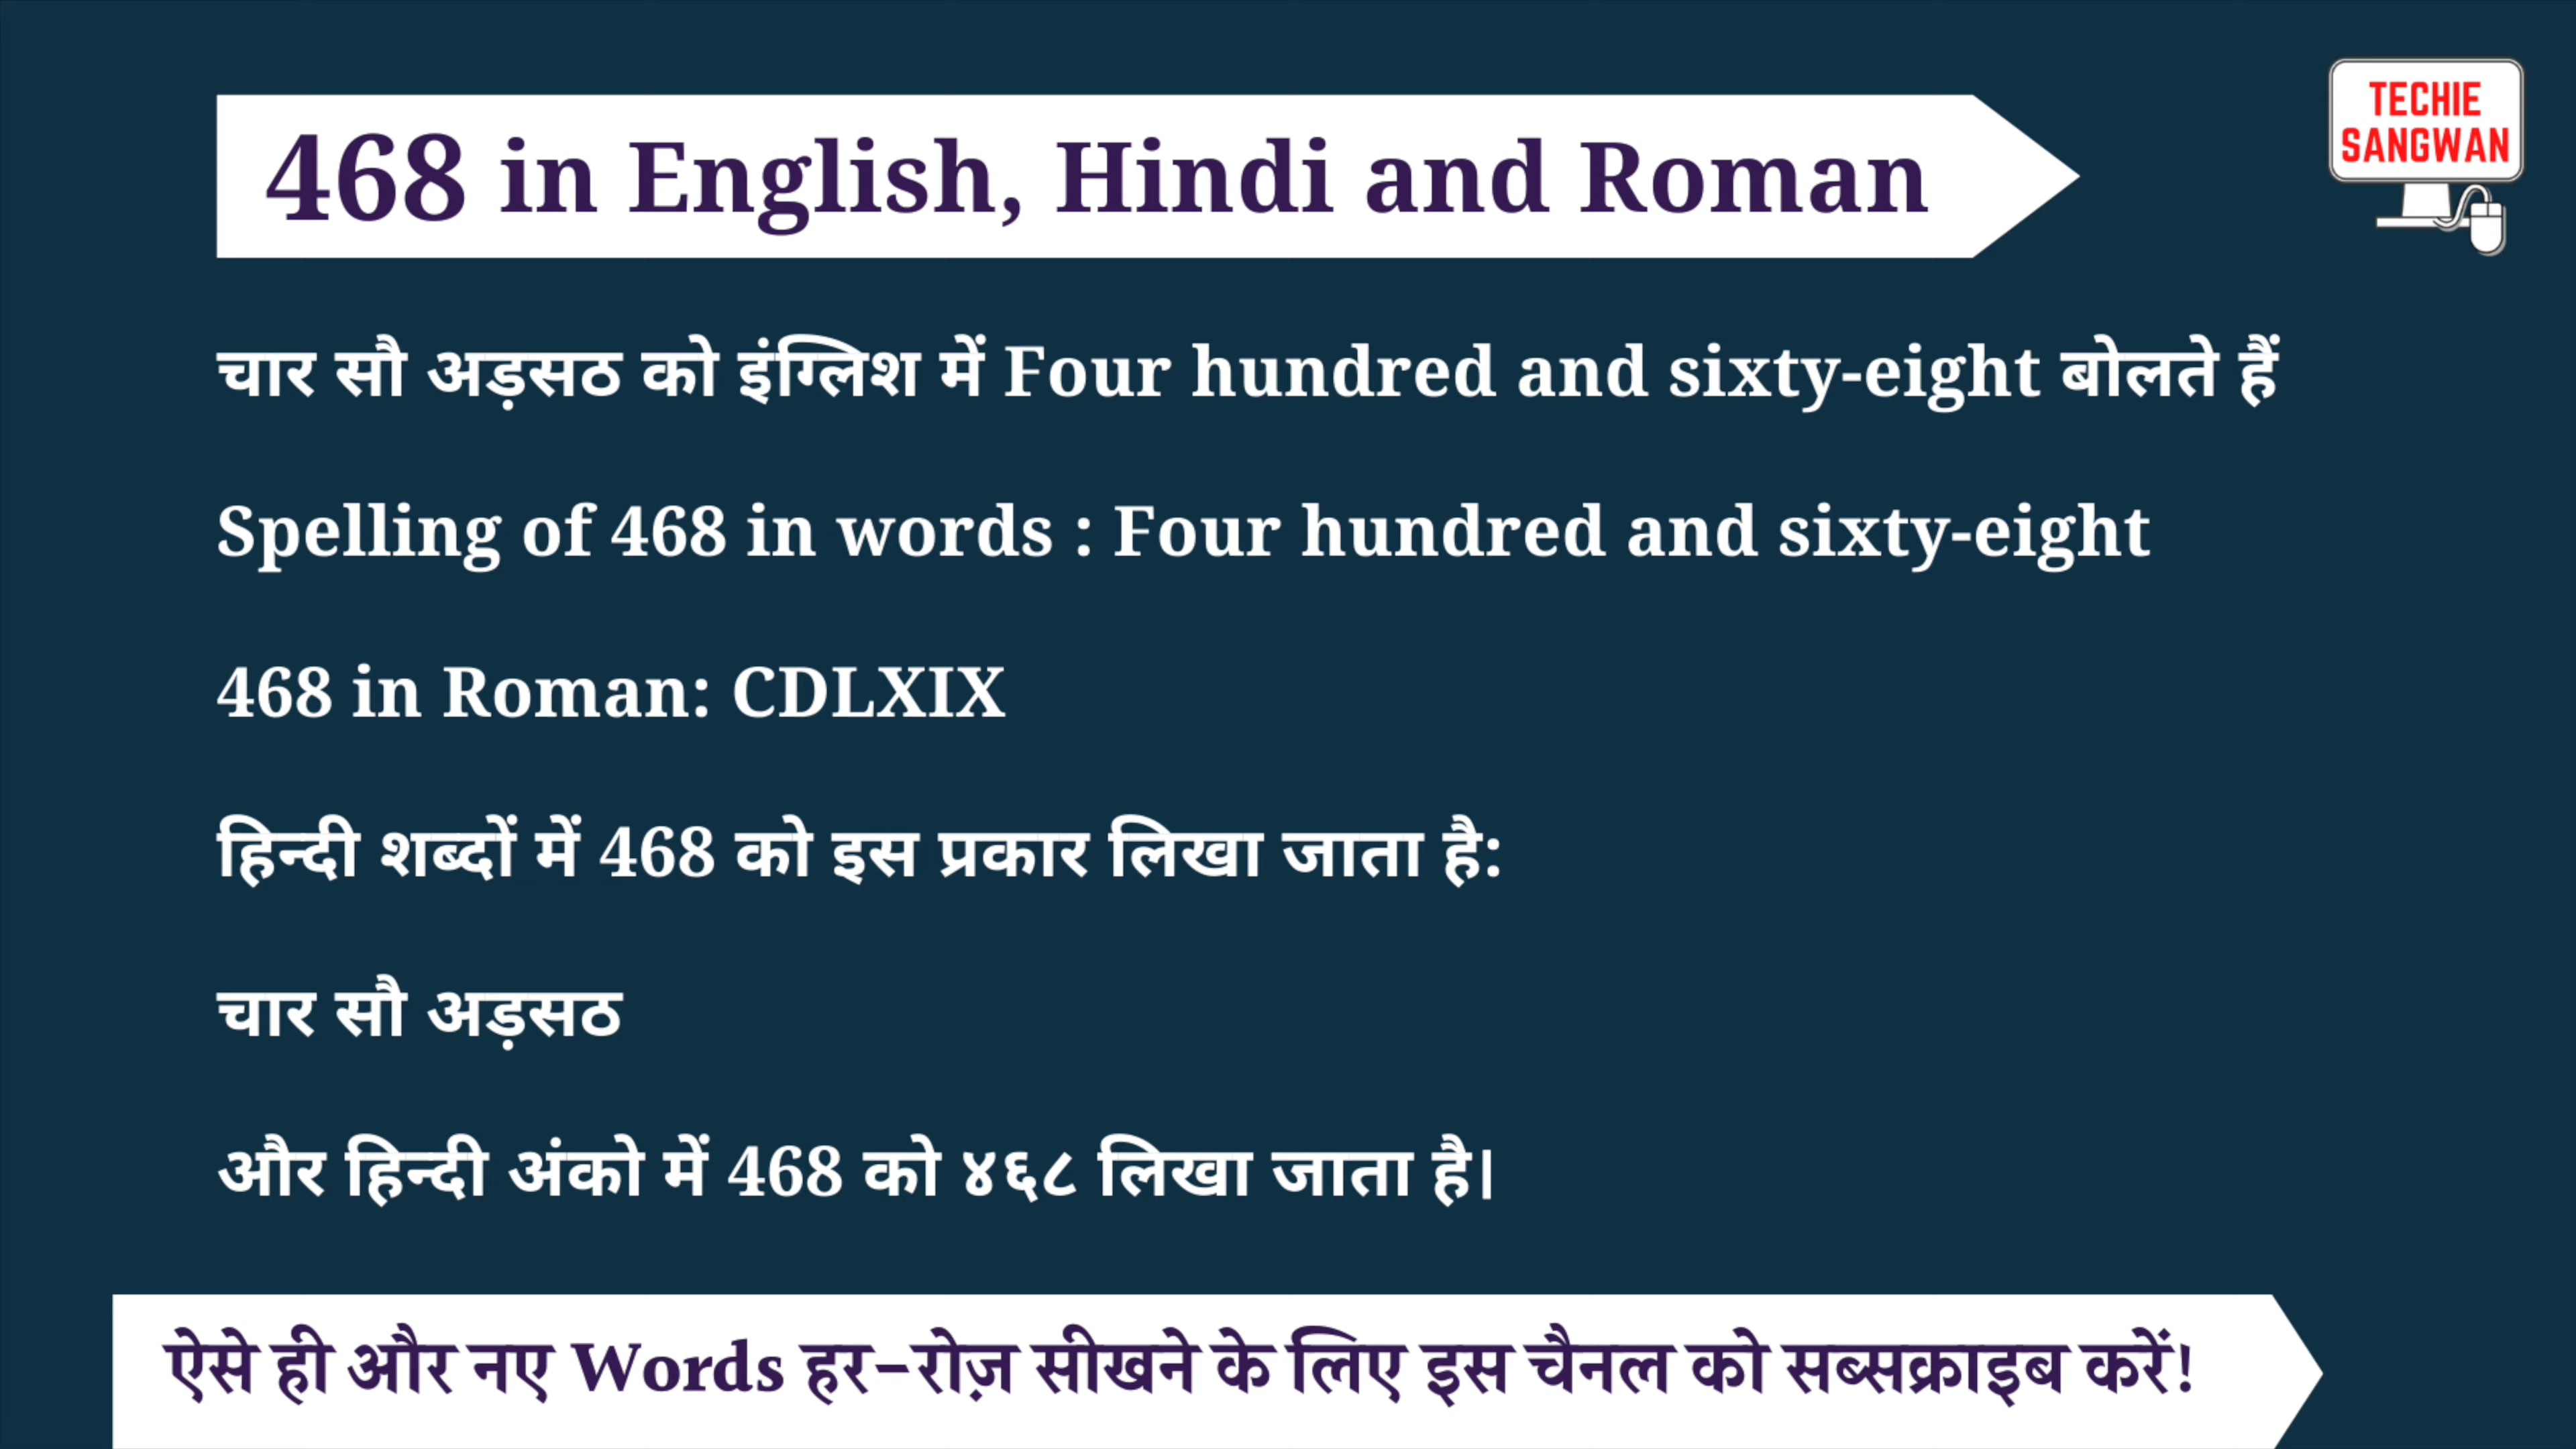 468 in English, Hindi and Roman
TECHIE
SANGWAN
चार सौ अड़सठ को इंग्लिश में Four hundred and sixty-eight बोलते हैं
Spelling of 468 in words : Four hundred and sixty-eight
468 in Roman: CDLXIX
हिन्दी शब्दों में 468 को इस प्रकार लिखा जाता है:
चार सौ अड़सठ
और हिन्दी अंको में 468 को ४६८ लिखा जाता है।
ऐसे ही और नए Words हर-रोज़ सीखने के लिए इस चैनल को सब्सक्राइब करें!